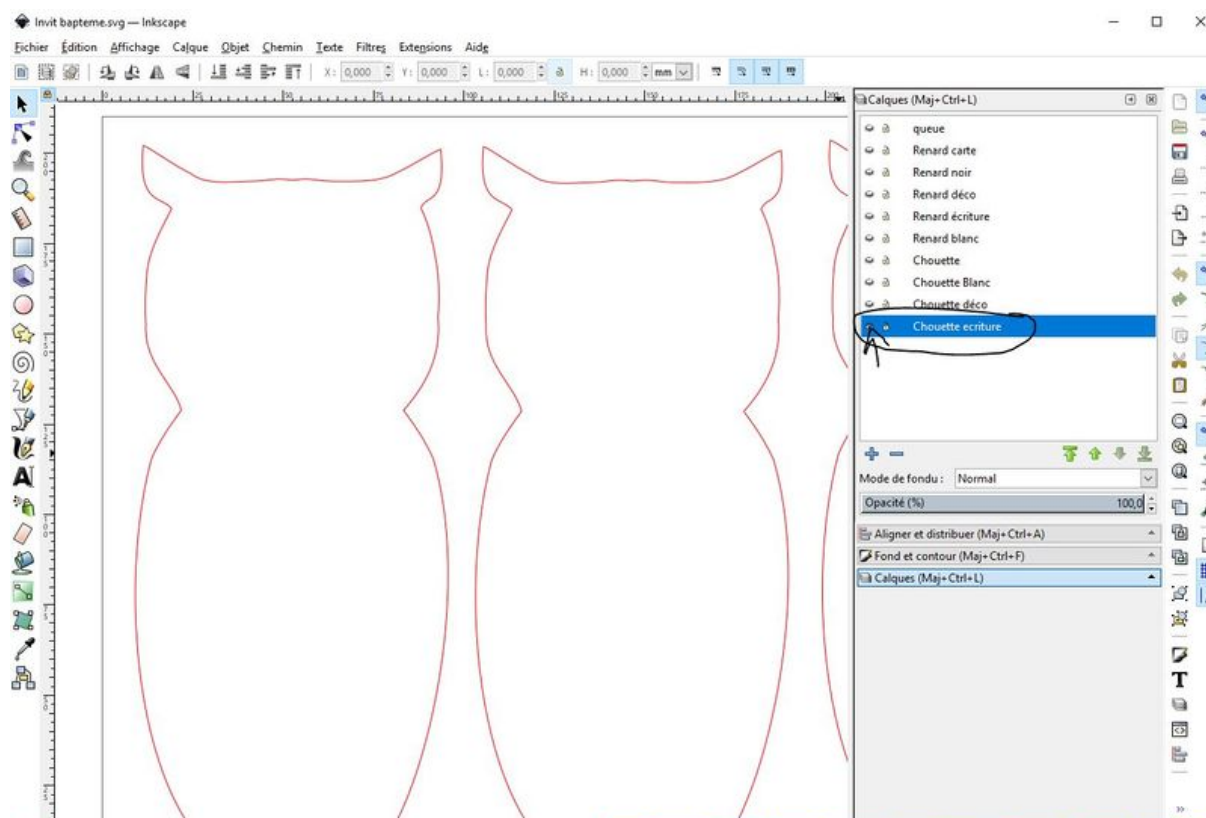 Invit bapteme.svg — Inkscape
Fichier Édition Affichage Calque Objet Chemin Texte Filtres Extensions Aide
X: 0,000 Y: 0,000 L: 0,000 H: 0,000 mm
Calques (Maj+Ctrl+L)
queue
Renard carte
Renard noir
Renard déco
Renard écriture
Renard blanc
Chouette
Chouette Blanc
Chouette déco
Chouette ecriture
Mode de fondu : Normal
Opacité (%) 100,0
Aligner et distribuer (Maj+Ctrl+A)
Fond et contour (Maj+Ctrl+F)
Calques (Maj+Ctrl+L)